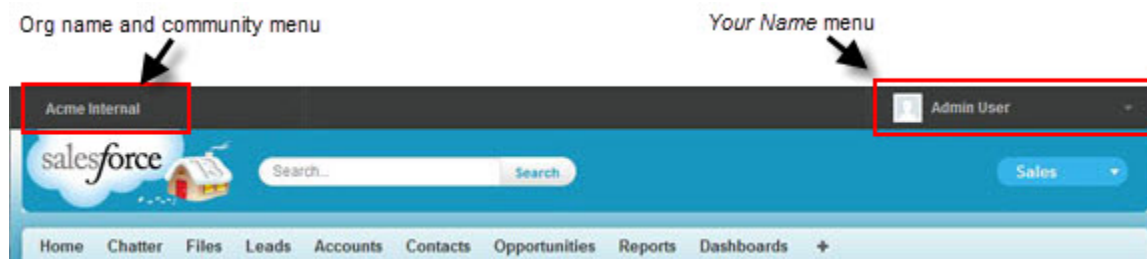 Org name and community menu
Your Name menu
Acme Internal
Admin User
salesforce
Search...
Search
Sales
Home Chatter Files Leads Accounts Contacts Opportunities Reports Dashboards +